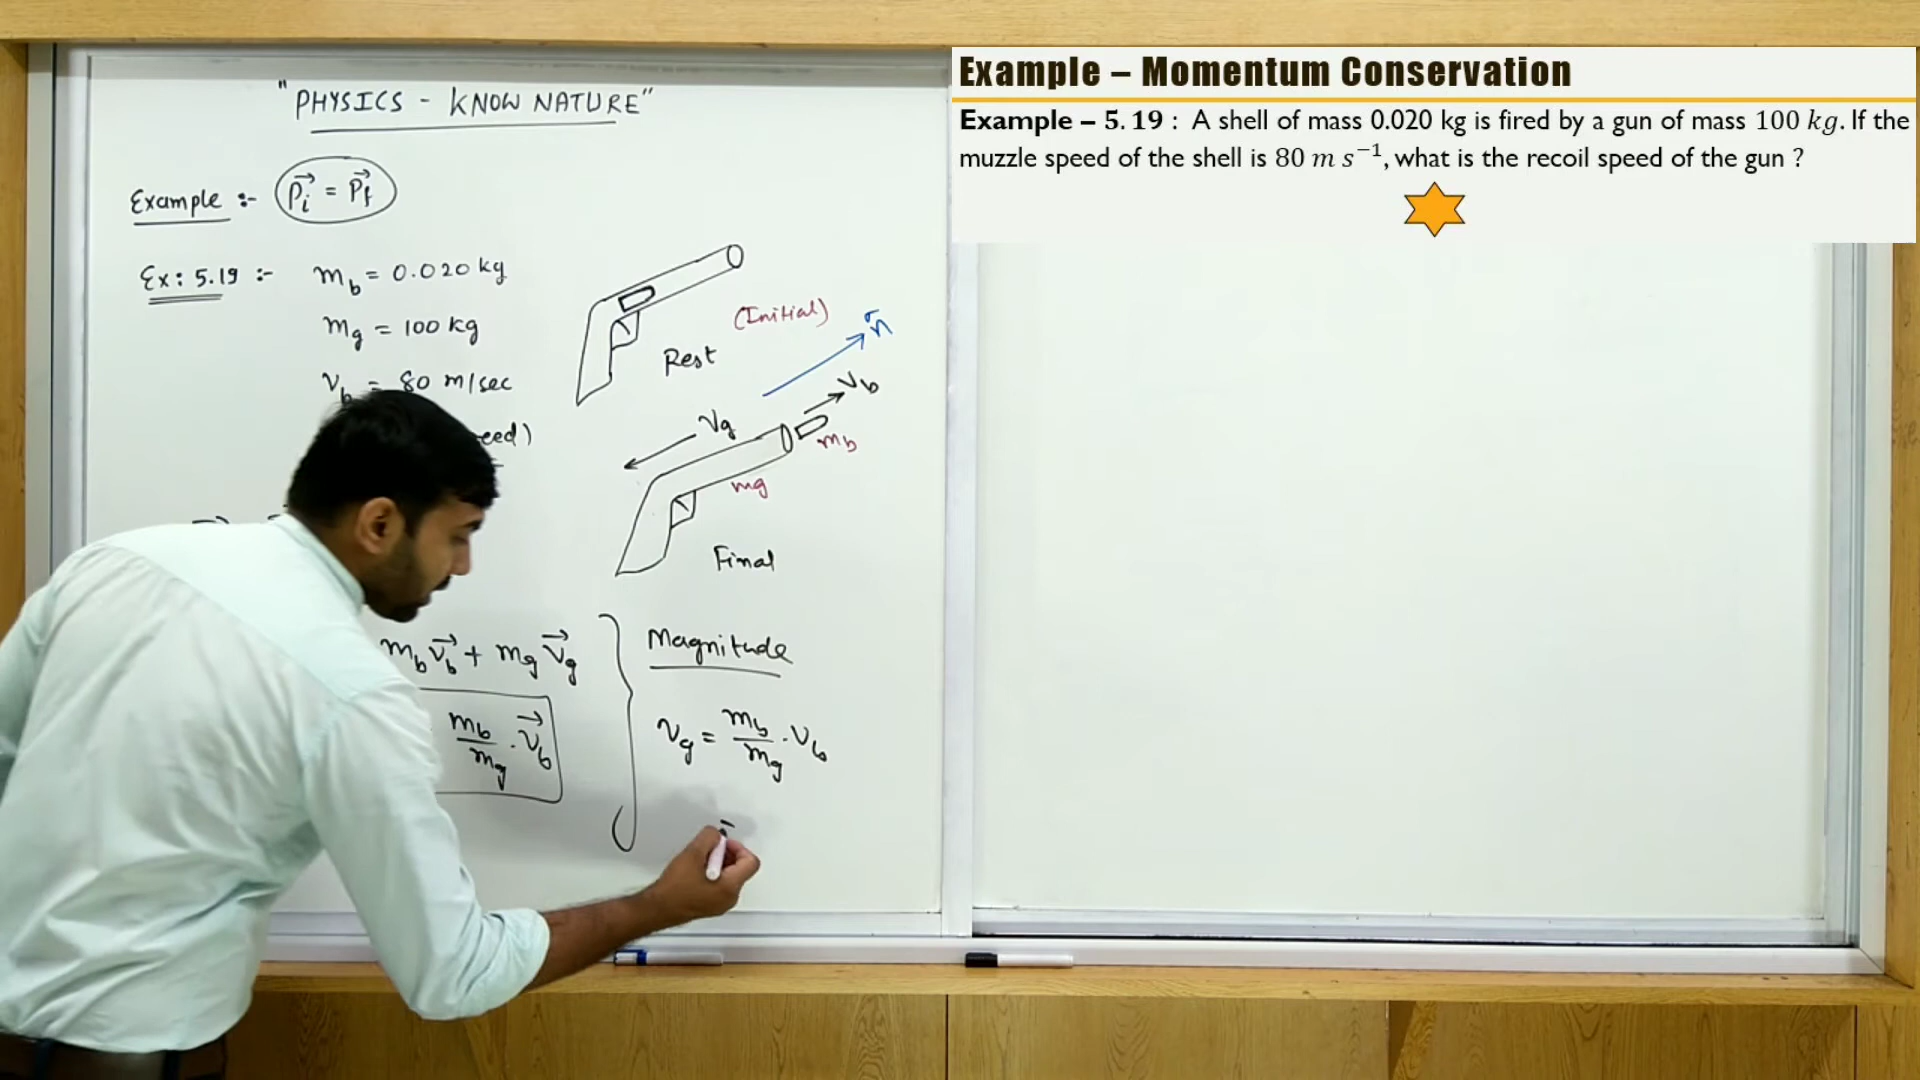 "PHYSICS - KNOW NATURE"
Example :- P⃗i = P⃗f
Ex: 5.19 :- mb = 0.020 kg
mg = 100 kg
vb = 80 m/sec
eed)
(Initial)
Rest
n̂
vb
vg
mb
mg
Final
mb v⃗b + mg v⃗g
mb/mg · v⃗b
Magnitude
vg = mb/mg · vb
Example – Momentum Conservation
Example – 5. 19 : A shell of mass 0.020 kg is fired by a gun of mass 100 kg. If the
muzzle speed of the shell is 80 m s⁻¹, what is the recoil speed of the gun ?